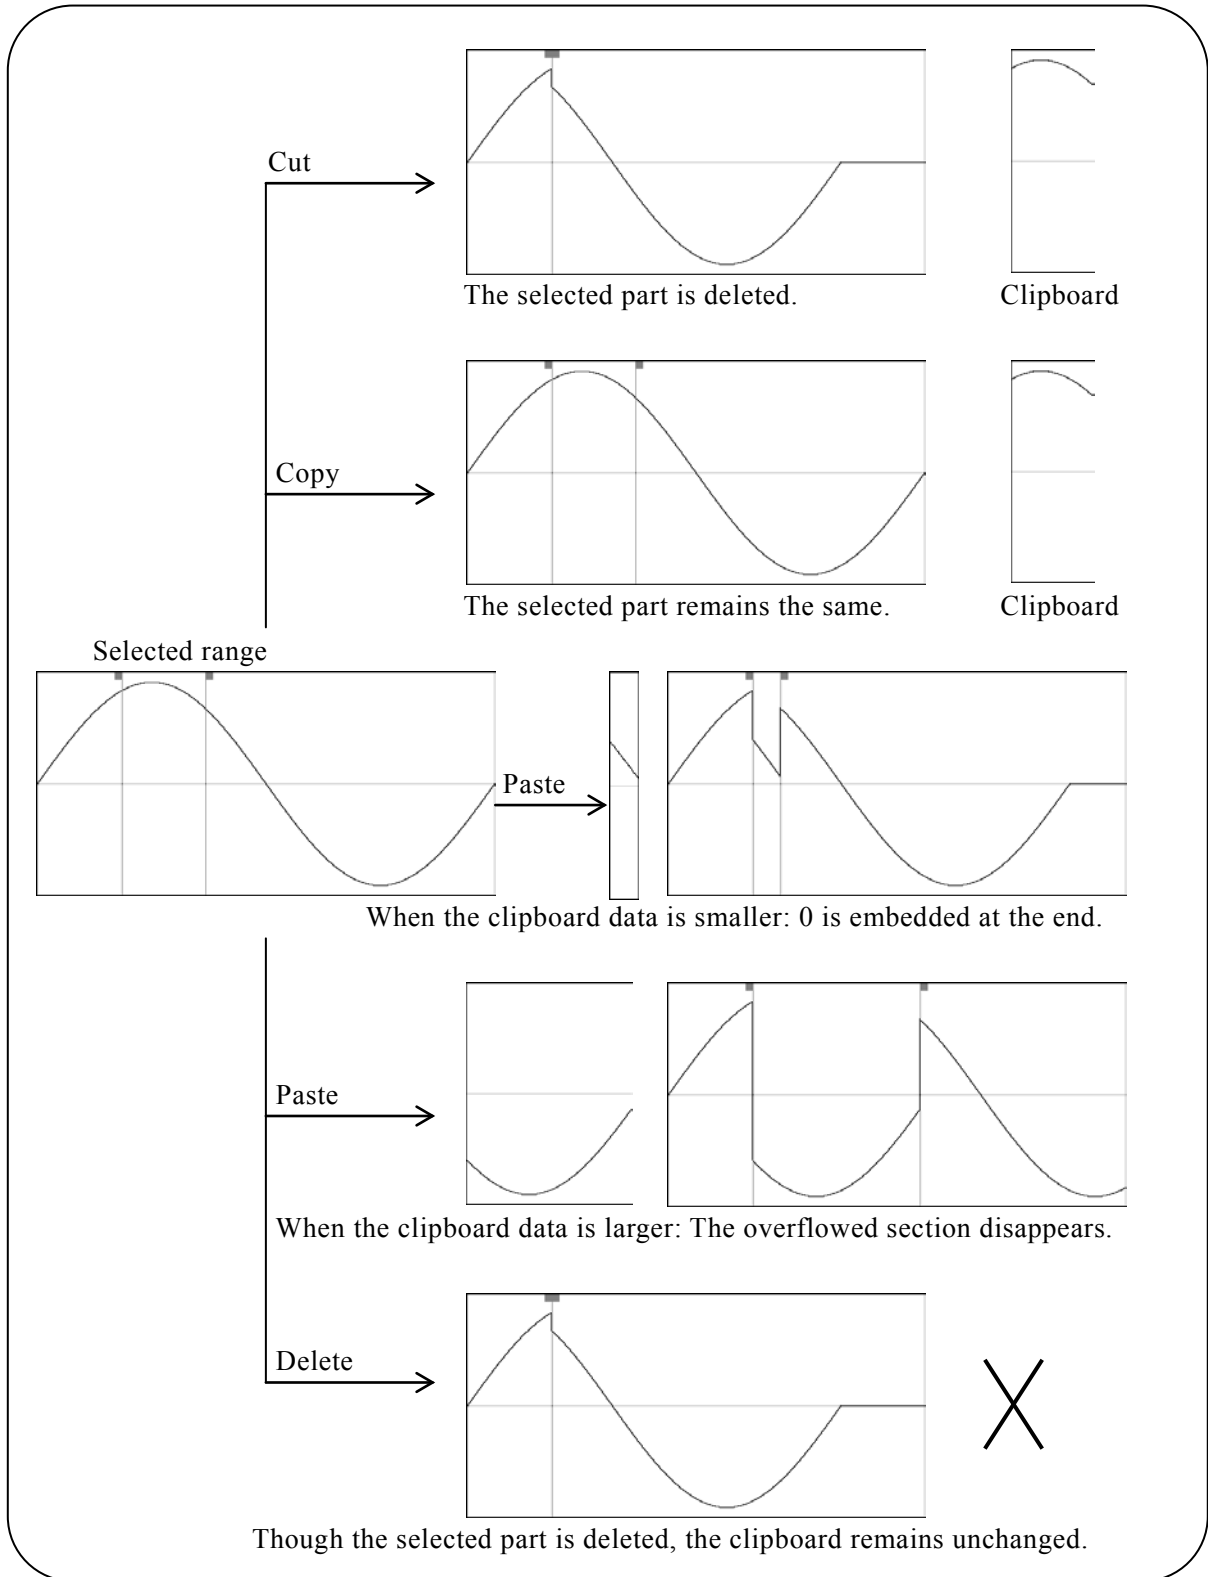 Cut
The selected part is deleted.
Clipboard
Copy
The selected part remains the same.
Clipboard
Selected range
Paste
When the clipboard data is smaller: 0 is embedded at the end.
Paste
When the clipboard data is larger: The overflowed section disappears.
Delete
Though the selected part is deleted, the clipboard remains unchanged.